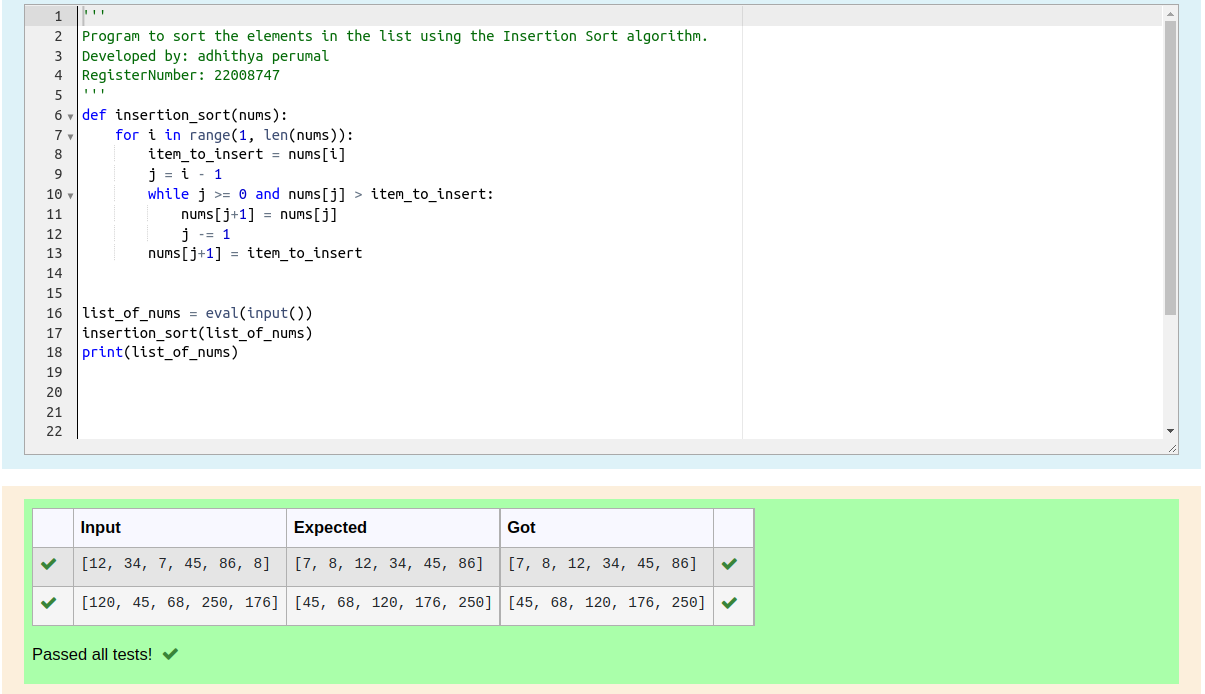 1 '''
2 Program to sort the elements in the list using the Insertion Sort algorithm.
3 Developed by: adhithya perumal
4 RegisterNumber: 22008747
5 '''
6 def insertion_sort(nums):
7     for i in range(1, len(nums)):
8         item_to_insert = nums[i]
9         j = i - 1
10         while j >= 0 and nums[j] > item_to_insert:
11             nums[j+1] = nums[j]
12             j -= 1
13         nums[j+1] = item_to_insert
14
15
16 list_of_nums = eval(input())
17 insertion_sort(list_of_nums)
18 print(list_of_nums)
19
20
21
22
Input Expected Got
[12, 34, 7, 45, 86, 8] [7, 8, 12, 34, 45, 86] [7, 8, 12, 34, 45, 86]
[120, 45, 68, 250, 176] [45, 68, 120, 176, 250] [45, 68, 120, 176, 250]
Passed all tests!